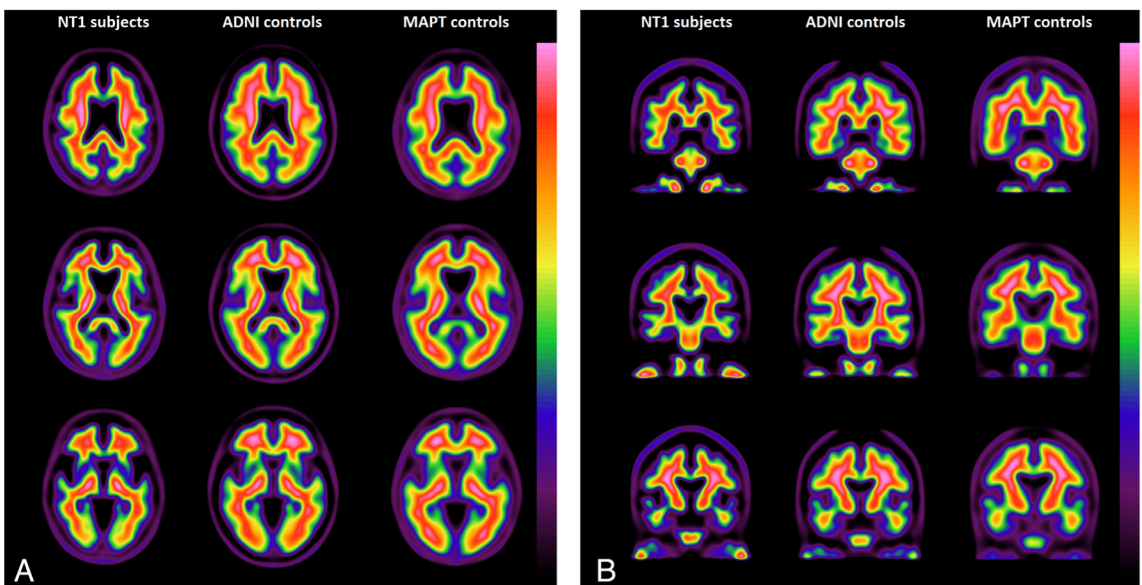 NT1 subjects ADNI controls MAPT controls
A
NT1 subjects ADNI controls MAPT controls
B